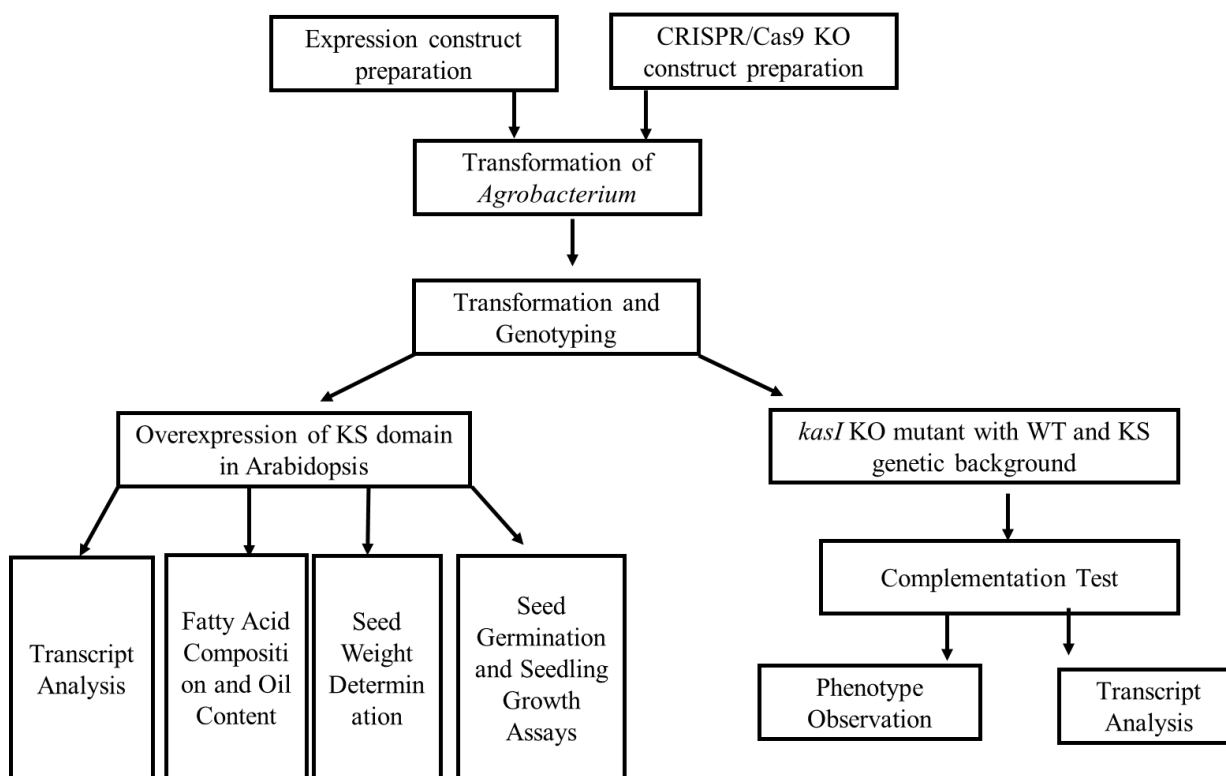 Expression construct
preparation
CRISPR/Cas9 KO
construct preparation
Transformation of
Agrobacterium
Transformation and
Genotyping
Overexpression of KS domain
in Arabidopsis
kasI KO mutant with WT and KS
genetic background
Transcript
Analysis
Fatty Acid
Compositi
on and Oil
Content
Seed
Weight
Determin
ation
Seed
Germination
and Seedling
Growth
Assays
Complementation Test
Phenotype
Observation
Transcript
Analysis